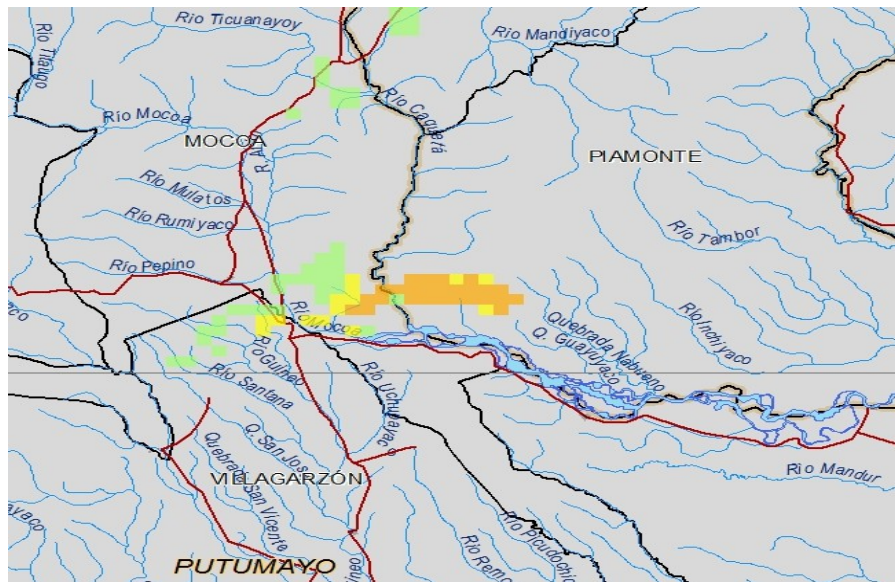 Río Ticuanayoy
Río Mandiyaco
Río Titango
Río Caquetá
Río Mocoa
MOCOA
PIAMONTE
Río Mulatos
Río Rumiyaco
Río Tambor
Río Pepino
Río Mocoa
Río Inchiyaco
Quebrada Nabueno
Q. Guayuyaco
Río Guineo
Río Uchupayaco
Río Santana
Q. San José
Quebrada San Vicente
VILLAGARZÓN
Río Mandur
Río Picudo
PUTUMAYO